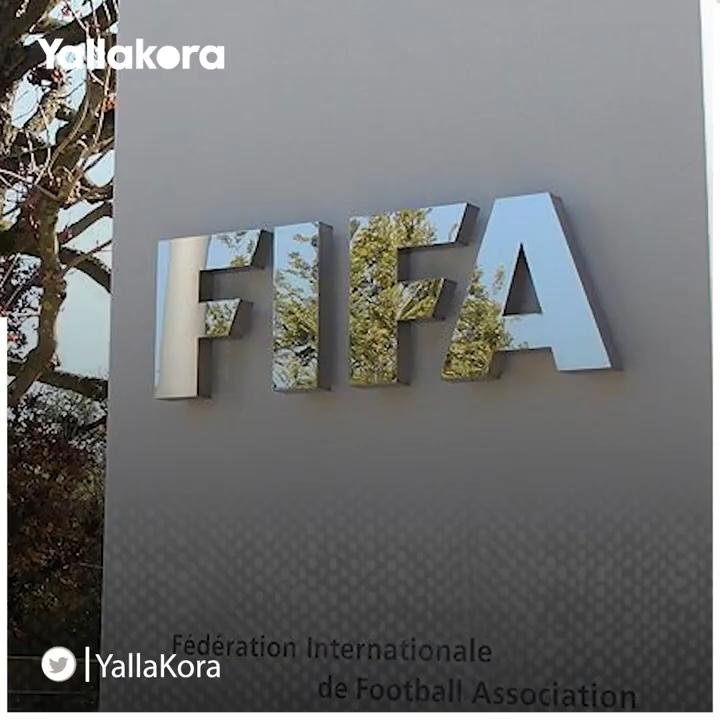 Yallakora
FIFA
Fédération Internationale
de Football Association
YallaKora